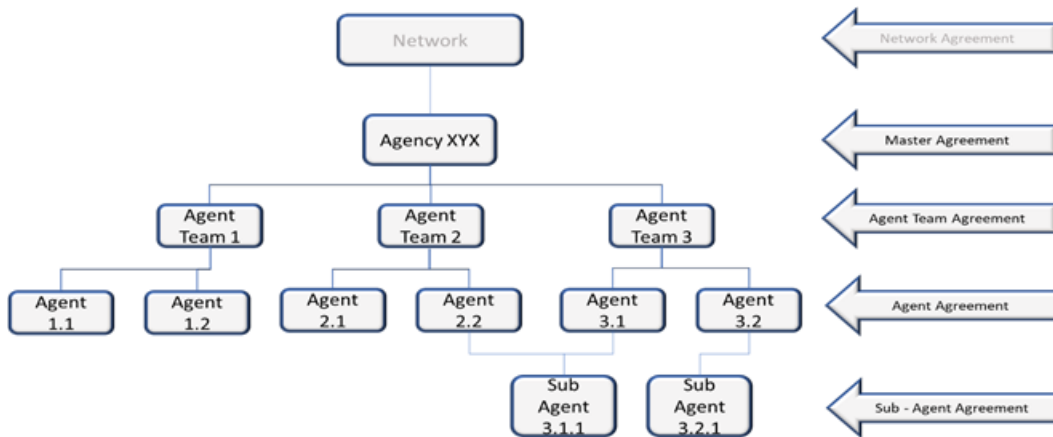 Network
Network Agreement
Agency XYX
Master Agreement
Agent
Team 1
Agent
Team 2
Agent
Team 3
Agent Team Agreement
Agent
1.1
Agent
1.2
Agent
2.1
Agent
2.2
Agent
3.1
Agent
3.2
Agent Agreement
Sub
Agent
3.1.1
Sub
Agent
3.2.1
Sub - Agent Agreement